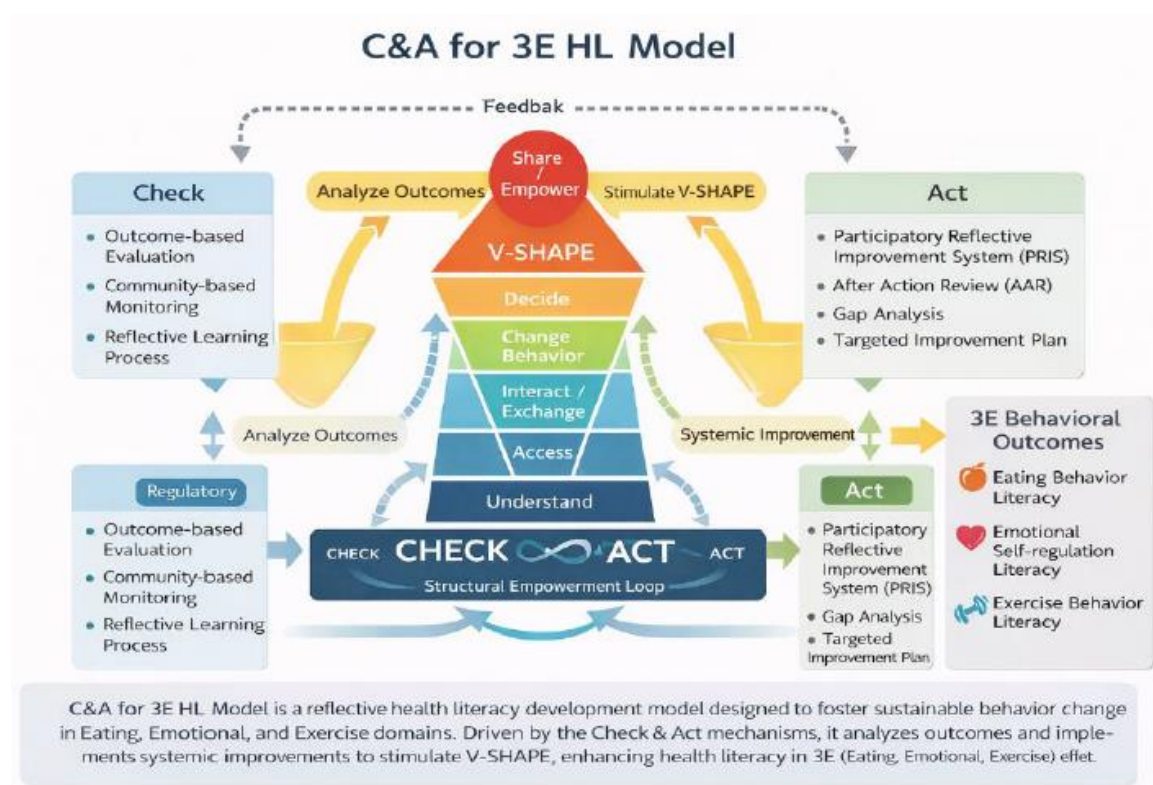 C&A for 3E HL Model
Feedbak
Check
• Outcome-based
Evaluation
• Community-based
Monitoring
• Reflective Learning
Process
Analyze Outcomes
Share
/
Empower
Stimulate V-SHAPE
Act
• Participatory Reflective
Improvement System (PRIS)
• After Action Review (AAR)
• Gap Analysis
• Targeted Improvement Plan
V-SHAPE
Decide
Change
Behavior
Interact /
Exchange
Access
Understand
Analyze Outcomes
Systemic Improvement
Regulatory
• Outcome-based
Evaluation
• Community-based
Monitoring
• Reflective Learning
Process
CHECK CHECK ACT ACT
Structural Empowerment Loop
Act
• Participatory
Reflective
Improvement
System (PRIS)
• Gap Analysis
• Targeted
Improvement Plan
3E Behavioral
Outcomes
Eating Behavior
Literacy
Emotional
Self-regulation
Literacy
Exercise Behavior
Literacy
C&A for 3E HL Model is a reflective health literacy development model designed to foster sustainable behavior change
in Eating, Emotional, and Exercise domains. Driven by the Check & Act mechanisms, it analyzes outcomes and imple-
ments systemic improvements to stimulate V-SHAPE, enhancing health literacy in 3E (Eating, Emotional, Exercise) effet.